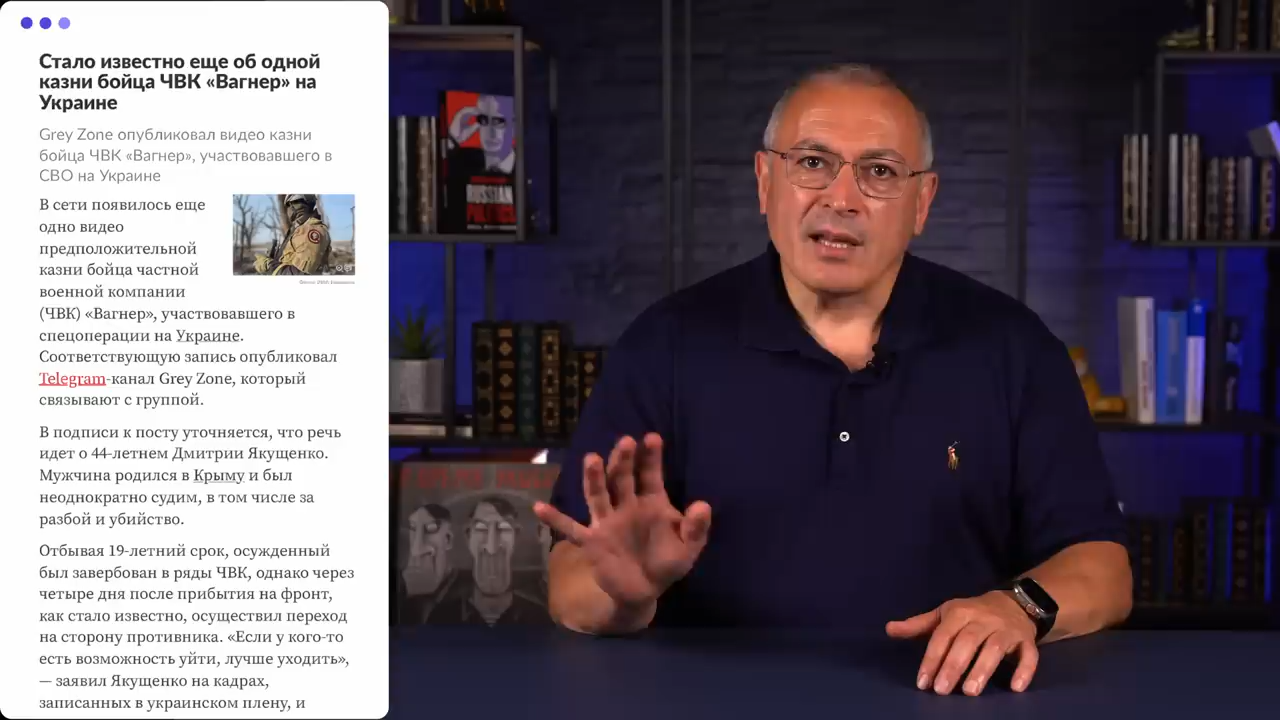 Стало известно еще об одной
казни бойца ЧВК «Вагнер» на
Украине
Grey Zone опубликовал видео казни
бойца ЧВК «Вагнер», участвовавшего в
СВО на Украине
В сети появилось еще
одно видео
предположительной
казни бойца частной
военной компании
(ЧВК) «Вагнер», участвовавшего в
спецоперации на Украине.
Соответствующую запись опубликовал
Telegram-канал Grey Zone, который
связывают с группой.
В подписи к посту уточняется, что речь
идет о 44-летнем Дмитрии Якущенко.
Мужчина родился в Крыму и был
неоднократно судим, в том числе за
разбой и убийство.
Отбывая 19-летний срок, осужденный
был завербован в ряды ЧВК, однако через
четыре дня после прибытия на фронт,
как стало известно, осуществил переход
на сторону противника. «Если у кого-то
есть возможность уйти, лучше уходить»,
— заявил Якущенко на кадрах,
записанных в украинском плену, и
RUSSIAN